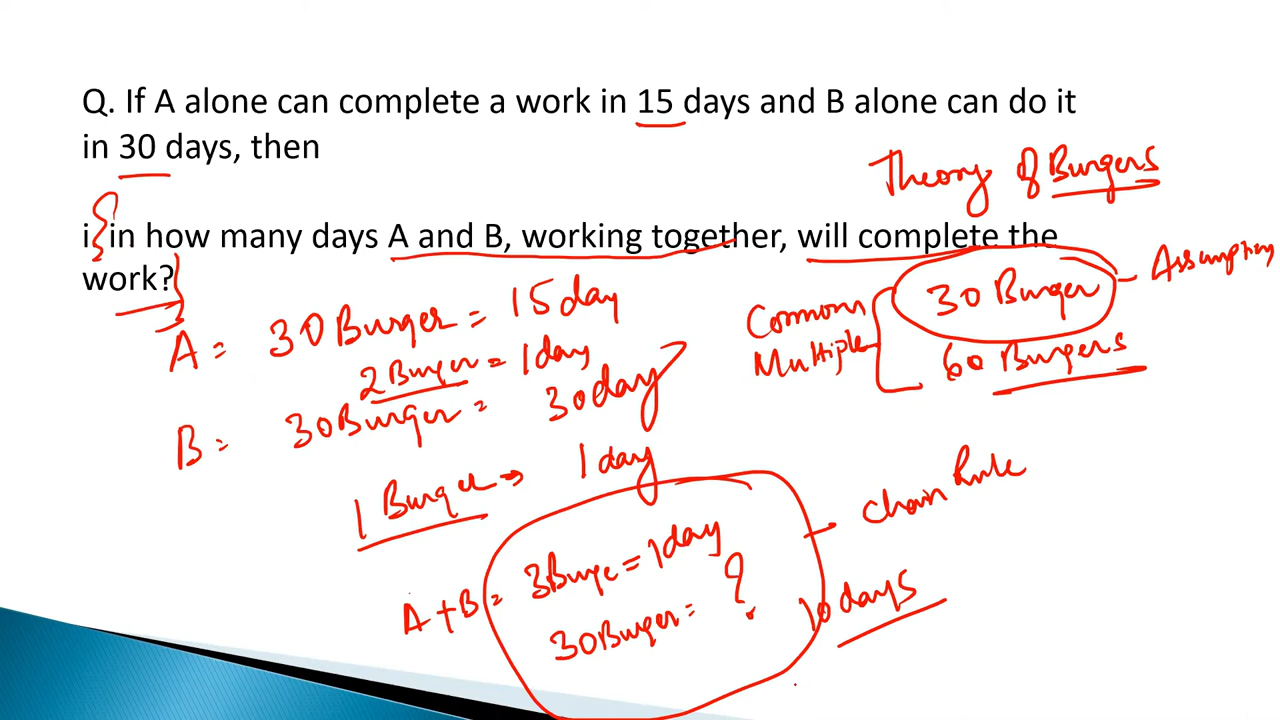 Q. If A alone can complete a work in 15 days and B alone can do it
in 30 days, then
Theory of Burgers
i. in how many days A and B, working together, will complete the
work?
30 Burger – Assumption
Common
Multiple
60 Burgers
A = 30 Burger = 15 day
2 Burger = 1 day
B = 30 Burger = 30 day
1 Burger → 1 day
Chain Rule
A + B = 3 Burge = 1 day
30 Burger = ? 10 days